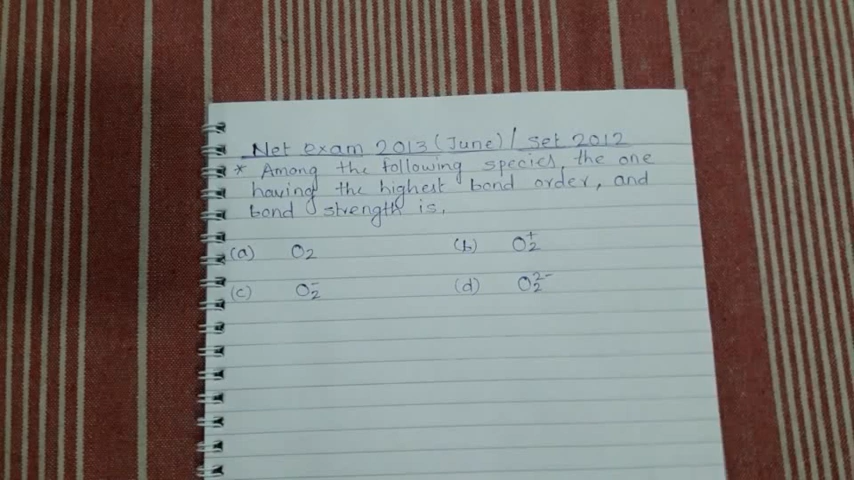 Net exam 2013 (June) / Set 2012
* Among the following species, the one
having the highest bond order, and
bond strength is.
(a) O₂ (b) O₂⁺
(c) O₂⁻ (d) O₂²⁻